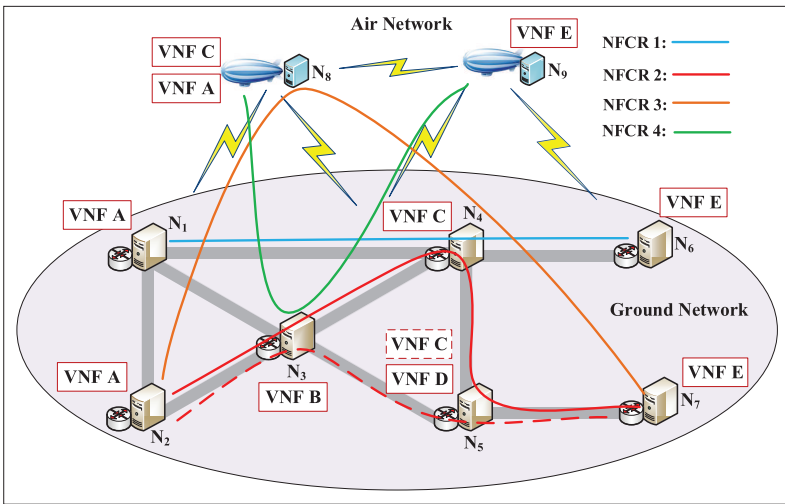 Air Network
VNF C
VNF A
N8
VNF E
N9
NFCR 1:
NFCR 2:
NFCR 3:
NFCR 4:
VNF A
N1
VNF C
N4
VNF E
N6
Ground Network
VNF A
N2
N3
VNF B
VNF C
VNF D
N5
VNF E
N7